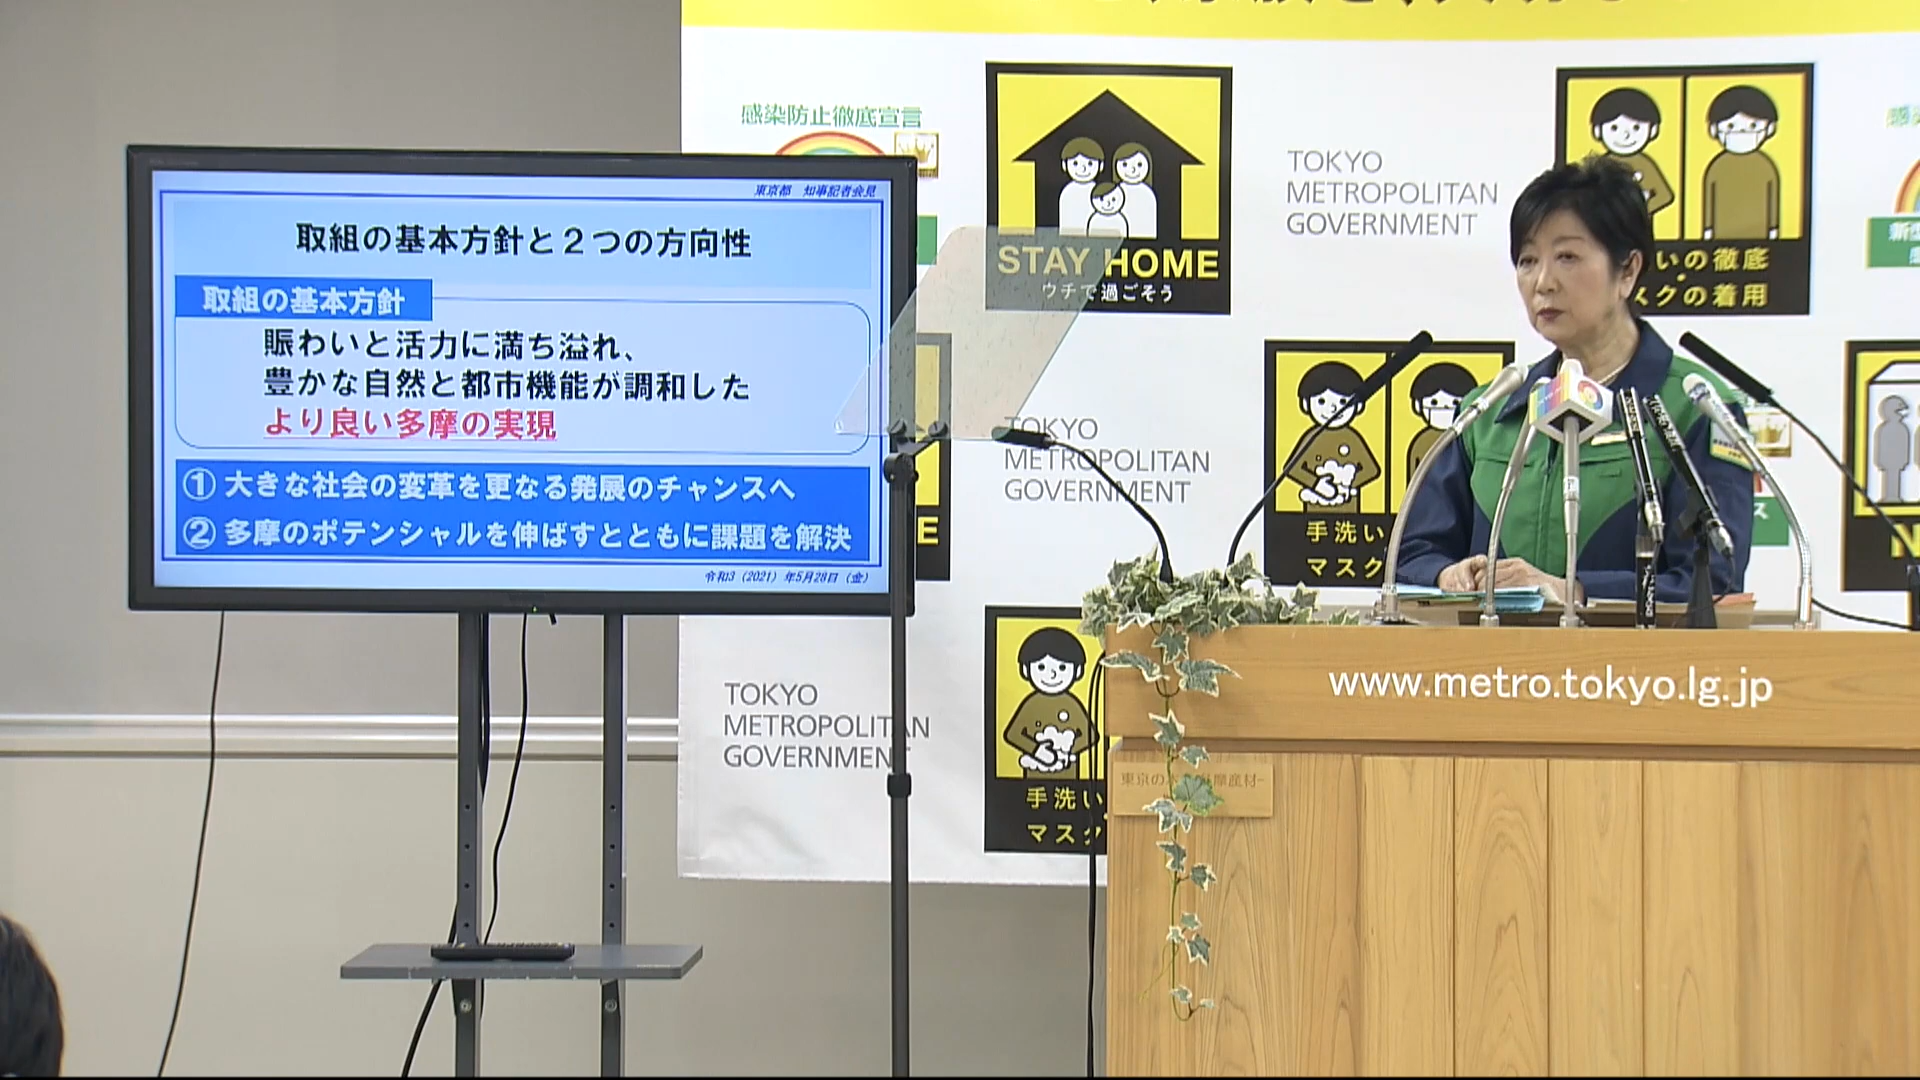 東京都 知事記者会見
取組の基本方針と2つの方向性
取組の基本方針
賑わいと活力に満ち溢れ、
豊かな自然と都市機能が調和した
より良い多摩の実現
① 大きな社会の変革を更なる発展のチャンスへ
② 多摩のポテンシャルを伸ばすとともに課題を解決
令和3（2021）年5月28日（金）
感染防止徹底宣言
STAY HOME
ウチで過ごそう
TOKYO
METROPOLITAN
GOVERNMENT
いの徹底
スクの着用
TOKYO
METROPOLITAN
GOVERNMENT
手洗い
マスク
TOKYO
METROPOLITAN
GOVERNMENT
手洗い
マスク
www.metro.tokyo.lg.jp